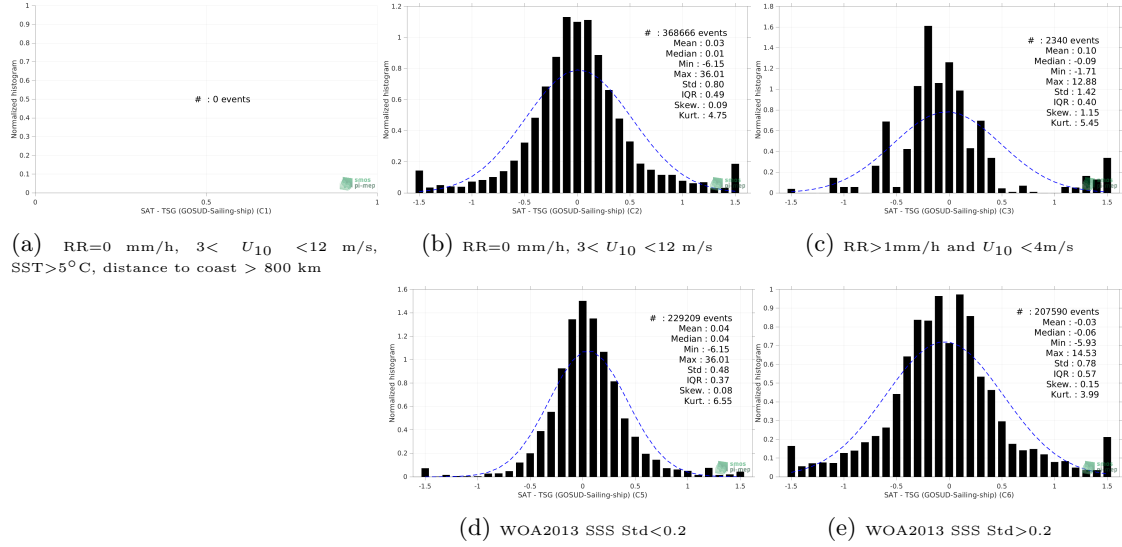 # : 0 events
Normalized histogram
0
0.1
0.2
0.3
0.4
0.5
0.6
0.7
0.8
0.9
1
0
0.5
1
SAT - TSG (GOSUD-Sailing-ship) (C1)
smos
pi-mep
(a) RR=0 mm/h, 3< U10 <12 m/s,
SST>5°C, distance to coast > 800 km
# : 368666 events
Mean : 0.03
Median : 0.01
Min : -6.15
Max : 36.01
Std : 0.80
IQR : 0.49
Skew. : 0.09
Kurt. : 4.75
Normalized histogram
0
0.2
0.4
0.6
0.8
1
1.2
-1.5
-1
-0.5
0
0.5
1
1.5
SAT - TSG (GOSUD-Sailing-ship) (C2)
smos
pi-mep
(b) RR=0 mm/h, 3< U10 <12 m/s
# : 2340 events
Mean : 0.10
Median : -0.09
Min : -1.71
Max : 12.88
Std : 1.42
IQR : 0.40
Skew. : 1.15
Kurt. : 5.45
Normalized histogram
0
0.2
0.4
0.6
0.8
1
1.2
1.4
1.6
1.8
-1.5
-1
-0.5
0
0.5
1
1.5
SAT - TSG (GOSUD-Sailing-ship) (C3)
smos
pi-mep
(c) RR>1mm/h and U10 <4m/s
# : 229209 events
Mean : 0.04
Median : 0.04
Min : -6.15
Max : 36.01
Std : 0.48
IQR : 0.37
Skew. : 0.08
Kurt. : 6.55
Normalized histogram
0
0.2
0.4
0.6
0.8
1
1.2
1.4
1.6
-1.5
-1
-0.5
0
0.5
1
1.5
SAT - TSG (GOSUD-Sailing-ship) (C5)
smos
pi-mep
(d) WOA2013 SSS Std<0.2
# : 207590 events
Mean : -0.03
Median : -0.06
Min : -5.93
Max : 14.53
Std : 0.78
IQR : 0.57
Skew. : 0.15
Kurt. : 3.99
Normalized histogram
0
0.1
0.2
0.3
0.4
0.5
0.6
0.7
0.8
0.9
1
-1.5
-1
-0.5
0
0.5
1
1.5
SAT - TSG (GOSUD-Sailing-ship) (C6)
smos
pi-mep
(e) WOA2013 SSS Std>0.2